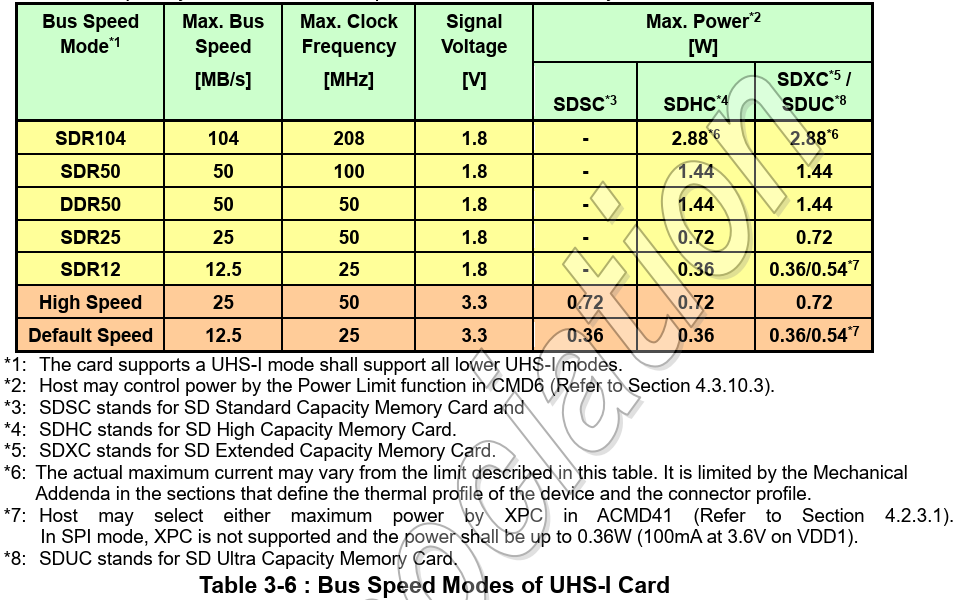 Bus Speed Mode*1 Max. Bus Speed [MB/s] Max. Clock Frequency [MHz] Signal Voltage [V] Max. Power*2 [W]
SDSC*3 SDHC*4 SDXC*5 / SDUC*8
SDR104 104 208 1.8 - 2.88*6 2.88*6
SDR50 50 100 1.8 - 1.44 1.44
DDR50 50 50 1.8 - 1.44 1.44
SDR25 25 50 1.8 - 0.72 0.72
SDR12 12.5 25 1.8 - 0.36 0.36/0.54*7
High Speed 25 50 3.3 0.72 0.72 0.72
Default Speed 12.5 25 3.3 0.36 0.36 0.36/0.54*7
*1: The card supports a UHS-I mode shall support all lower UHS-I modes.
*2: Host may control power by the Power Limit function in CMD6 (Refer to Section 4.3.10.3).
*3: SDSC stands for SD Standard Capacity Memory Card and
*4: SDHC stands for SD High Capacity Memory Card.
*5: SDXC stands for SD Extended Capacity Memory Card.
*6: The actual maximum current may vary from the limit described in this table. It is limited by the Mechanical
Addenda in the sections that define the thermal profile of the device and the connector profile.
*7: Host may select either maximum power by XPC in ACMD41 (Refer to Section 4.2.3.1).
In SPI mode, XPC is not supported and the power shall be up to 0.36W (100mA at 3.6V on VDD1).
*8: SDUC stands for SD Ultra Capacity Memory Card.
Table 3-6 : Bus Speed Modes of UHS-I Card
ociation